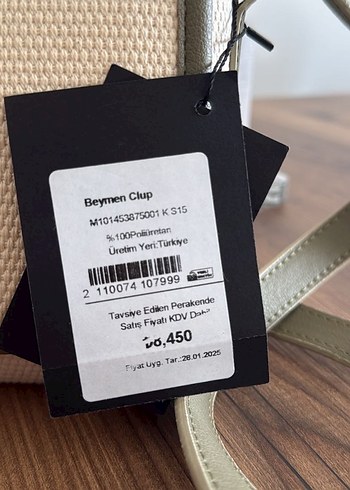 Beymen Clup
M101453875001 K S15
%100Poliüretan
Üretim Yeri:Türkiye
2 110074 107999
Tavsiye Edilen Perakende
Satış Fiyatı KDV Dahil
₺8,450
Fiyat Uyg. Tar.:28.01.2025